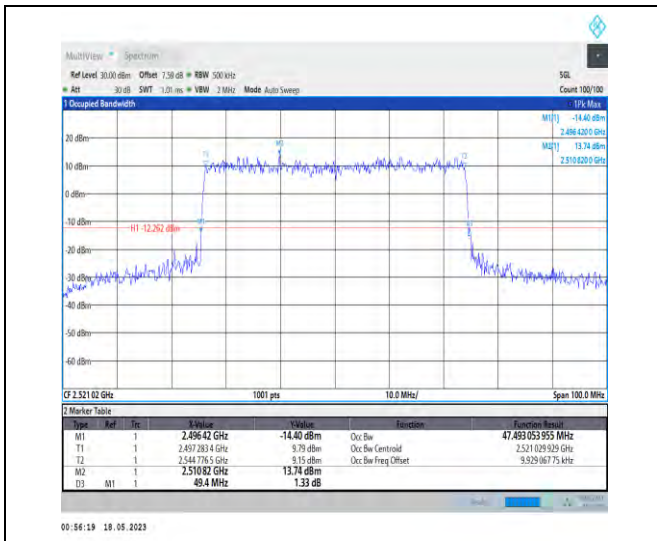 MultiView Spectrum
Ref Level 30.00 dBm Offset 7.59 dB RBW 500 kHz SGL
Att 30 dB SWT 1.01 ms VBW 2 MHz Mode Auto Sweep Count 100/100
1 Occupied Bandwidth 1Pk Max
M1[1] -14.40 dBm
2.496 420 0 GHz
M2[1] 13.74 dBm
2.510 820 0 GHz
20 dBm
M2
T1 T2
10 dBm
0 dBm
-10 dBm
H1 -12.262 dBm
M1
D3
-20 dBm
-30 dBm
-40 dBm
-50 dBm
-60 dBm
CF 2.521 02 GHz 1001 pts 10.0 MHz/ Span 100.0 MHz
2 Marker Table
Type Ref Trc X-Value Y-Value Function Function Result
M1 1 2.496 42 GHz -14.40 dBm Occ Bw 47.493 053 955 MHz
T1 1 2.497 283 4 GHz 9.79 dBm Occ Bw Centroid 2.521 029 929 GHz
T2 1 2.544 776 5 GHz 9.15 dBm Occ Bw Freq Offset 9.929 067 75 kHz
M2 1 2.510 82 GHz 13.74 dBm
D3 M1 1 49.4 MHz 1.33 dB
00:56:19 18.05.2023